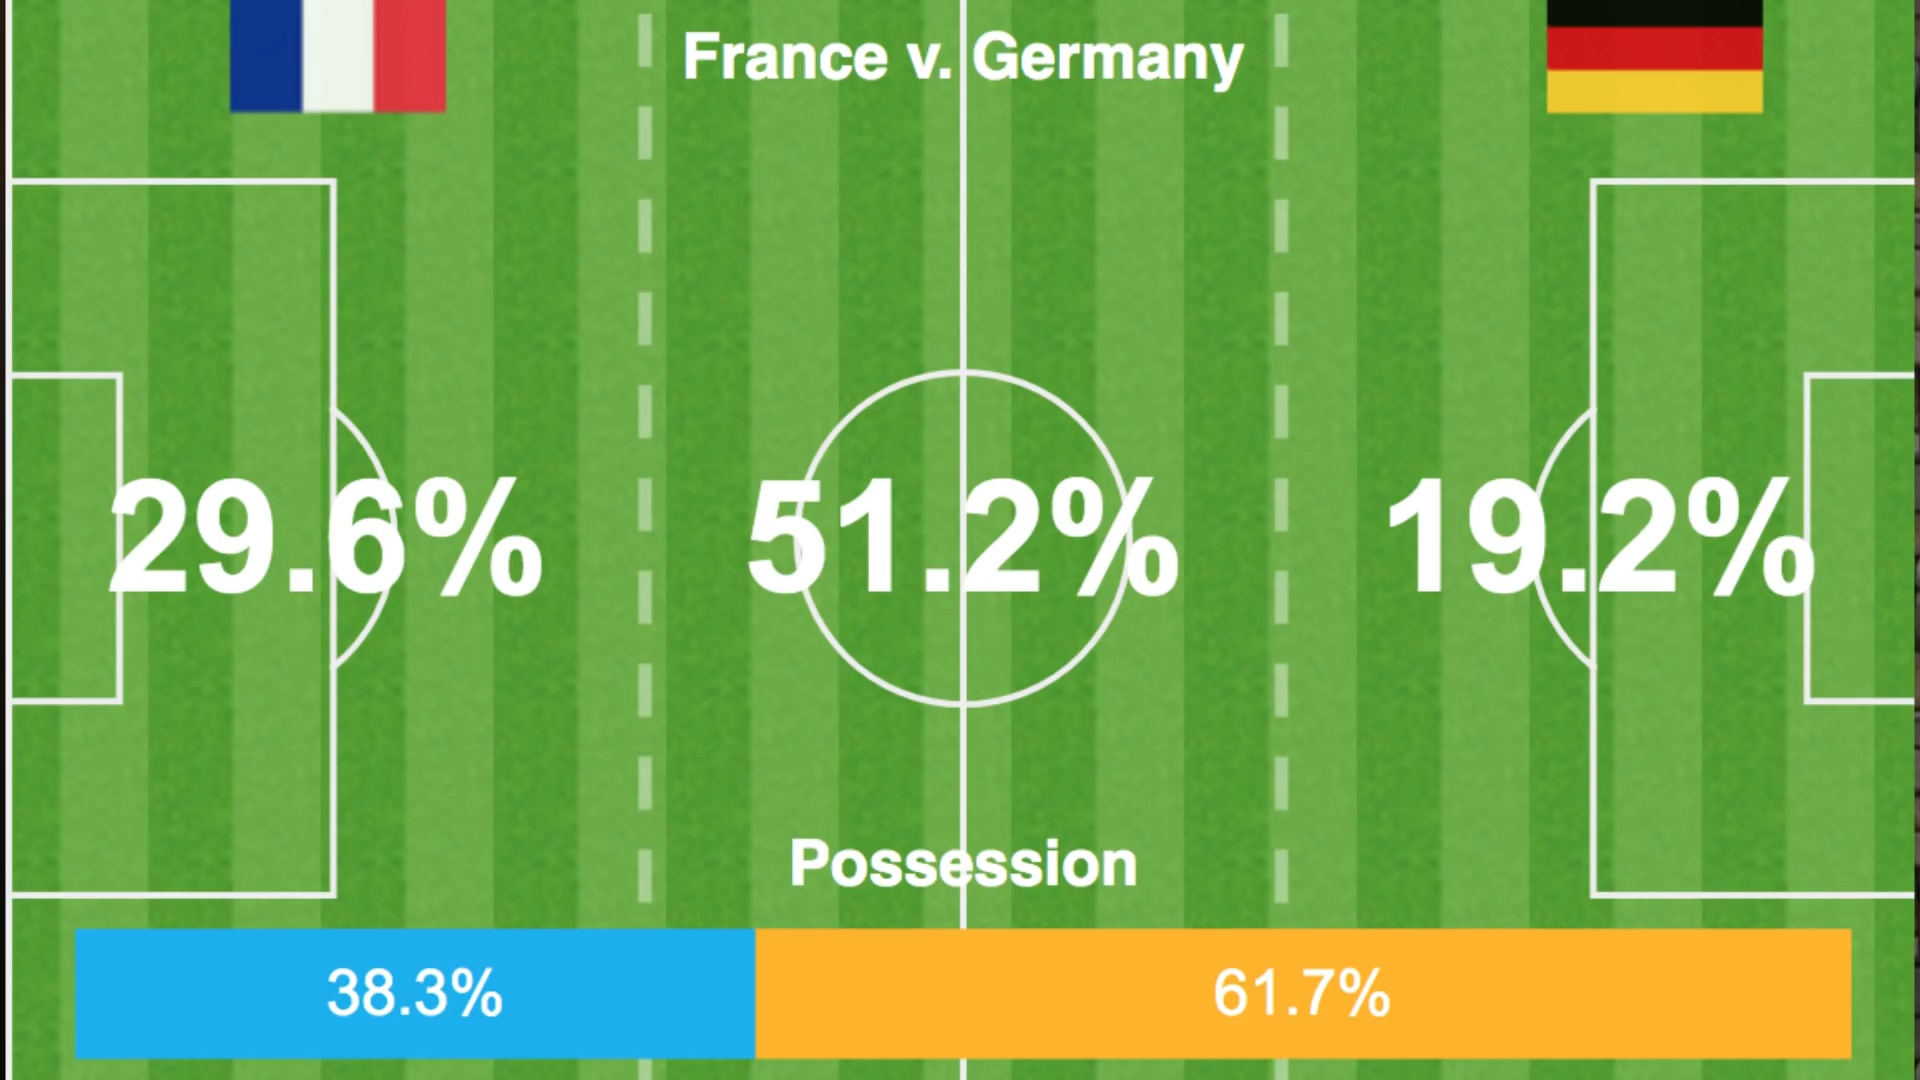 France v. Germany
29.6% 51.2% 19.2%
Possession
38.3% 61.7%